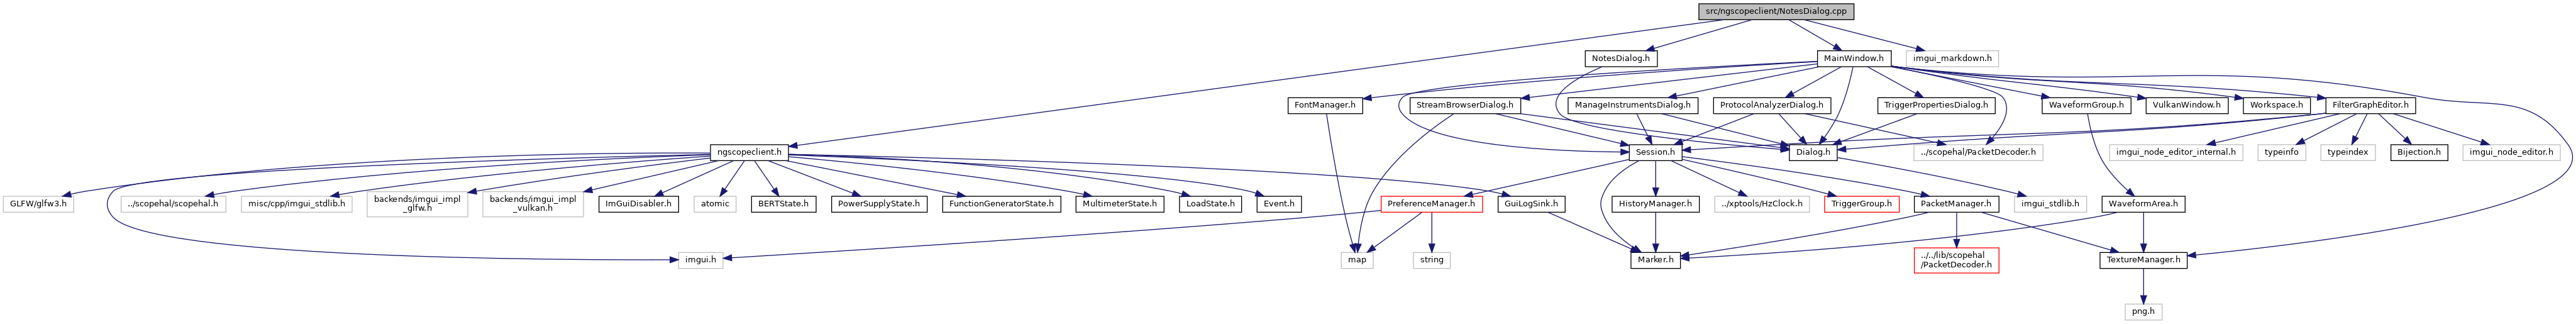 src/ngscopeclient/NotesDialog.cpp
NotesDialog.h
MainWindow.h
imgui_markdown.h
FontManager.h
StreamBrowserDialog.h
ManageInstrumentsDialog.h
ProtocolAnalyzerDialog.h
TriggerPropertiesDialog.h
WaveformGroup.h
VulkanWindow.h
Workspace.h
FilterGraphEditor.h
ngscopeclient.h
Session.h
Dialog.h
../scopehal/PacketDecoder.h
imgui_node_editor_internal.h
typeinfo
typeindex
Bijection.h
imgui_node_editor.h
GLFW/glfw3.h
../scopehal/scopehal.h
misc/cpp/imgui_stdlib.h
backends/imgui_impl
_glfw.h
backends/imgui_impl
_vulkan.h
ImGuiDisabler.h
atomic
BERTState.h
PowerSupplyState.h
FunctionGeneratorState.h
MultimeterState.h
LoadState.h
Event.h
PreferenceManager.h
GuiLogSink.h
HistoryManager.h
../xptools/HzClock.h
TriggerGroup.h
PacketManager.h
imgui_stdlib.h
WaveformArea.h
imgui.h
map
string
Marker.h
../../lib/scopehal
/PacketDecoder.h
TextureManager.h
png.h